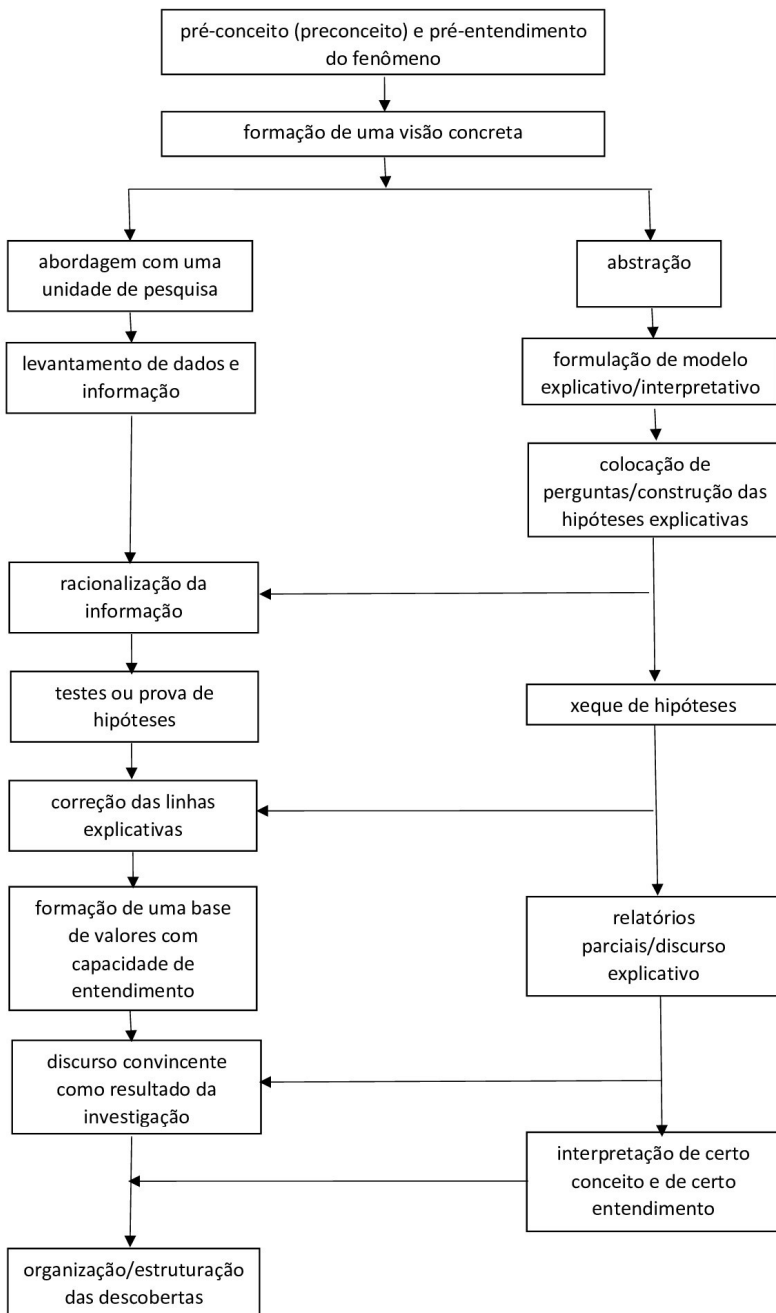 pré-conceito (preconceito) e pré-entendimento
do fenômeno
formação de uma visão concreta
abordagem com uma
unidade de pesquisa
abstração
levantamento de dados e
informação
formulação de modelo
explicativo/interpretativo
colocação de
perguntas/construção das
hipóteses explicativas
racionalização da
informação
testes ou prova de
hipóteses
xeque de hipóteses
correção das linhas
explicativas
formação de uma base
de valores com
capacidade de
entendimento
relatórios
parciais/discurso
explicativo
discurso convincente
como resultado da
investigação
interpretação de certo
conceito e de certo
entendimento
organização/estruturação
das descobertas